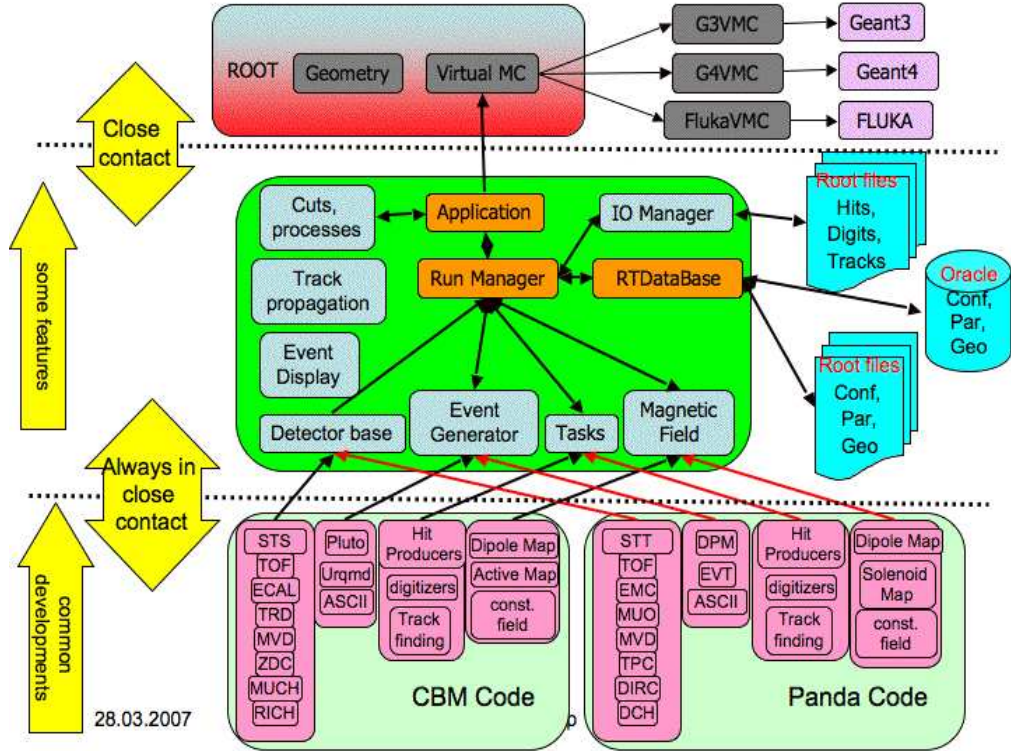 ROOT
Geometry
Virtual MC
G3VMC
Geant3
G4VMC
Geant4
FlukaVMC
FLUKA
Close
contact
Cuts,
processes
Application
IO Manager
Root files
Hits,
Digits,
Tracks
Track
propagation
Run Manager
RTDataBase
Oracle
Conf,
Par,
Geo
Event
Display
Root files
Conf,
Par,
Geo
some features
Detector base
Event
Generator
Tasks
Magnetic
Field
Always in
close
contact
common
developments
STS
TOF
ECAL
TRD
MVD
ZDC
MUCH
RICH
Pluto
Urqmd
ASCII
Hit
Producers
digitizers
Track
finding
Dipole Map
Active Map
const.
field
CBM Code
STT
TOF
EMC
MUO
MVD
TPC
DIRC
DCH
DPM
EVT
ASCII
Hit
Producers
digitizers
Track
finding
Dipole Map
Solenoid
Map
const.
field
Panda Code
28.03.2007